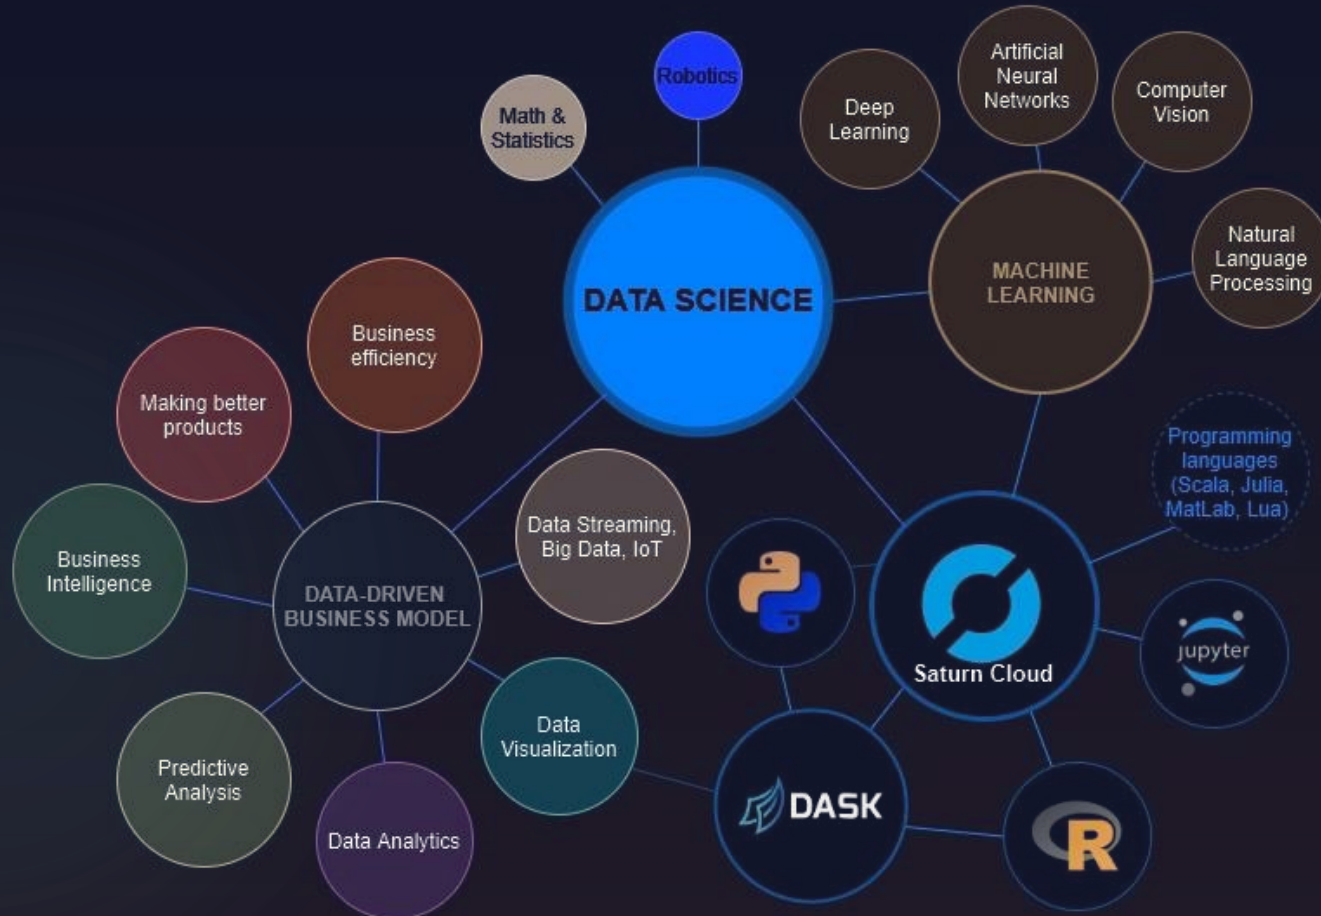 Robotics
Math &
Statistics
Deep
Learning
Artificial
Neural
Networks
Computer
Vision
Natural
Language
Processing
DATA SCIENCE
MACHINE
LEARNING
Business
efficiency
Making better
products
Business
Intelligence
DATA-DRIVEN
BUSINESS MODEL
Data Streaming,
Big Data, IoT
Predictive
Analysis
Data Analytics
Data
Visualization
Programming
languages
(Scala, Julia,
MatLab, Lua)
Saturn Cloud
jupyter
DASK
R